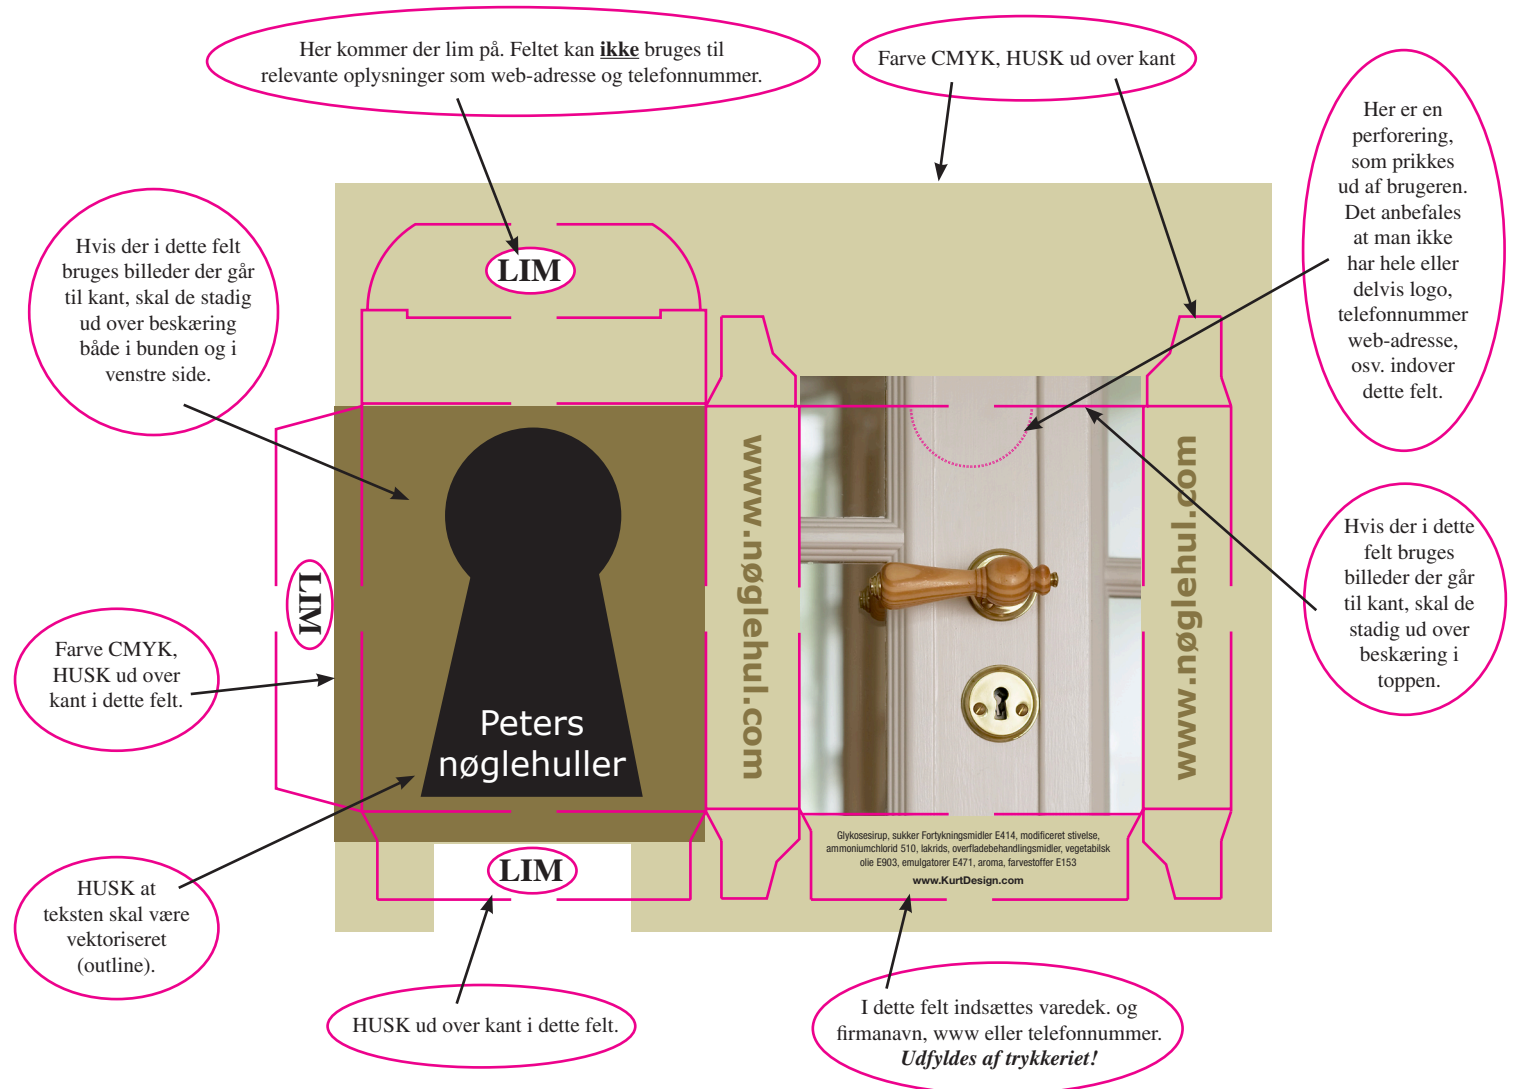 Her kommer der lim på. Feltet kan ikke bruges til
relevante oplysninger som web-adresse og telefonnummer.
Farve CMYK, HUSK ud over kant
Her er en
perforering,
som prikkes
ud af brugeren.
Det anbefales
at man ikke
har hele eller
delvis logo,
telefonnummer
web-adresse,
osv. indover
dette felt.
Hvis der i dette felt
bruges billeder der går
til kant, skal de stadig
ud over beskæring
både i bunden og i
venstre side.
LIM
LIM
www.nøglehul.com
www.nøglehul.com
Hvis der i dette
felt bruges
billeder der går
til kant, skal de
stadig ud over
beskæring i
toppen.
Farve CMYK,
HUSK ud over
kant i dette felt.
Peters
nøglehuller
Glykosesirup, sukker Fortykningsmidler E414, modificeret stivelse,
ammoniumchlorid 510, lakrids, overfladebehandlingsmidler, vegetabilsk
olie E903, emulgatorer E471, aroma, farvestoffer E153
www.KurtDesign.com
LIM
HUSK at
teksten skal være
vektoriseret
(outline).
HUSK ud over kant i dette felt.
I dette felt indsættes varedek. og
firmanavn, www eller telefonnummer.
Udfyldes af trykkeriet!